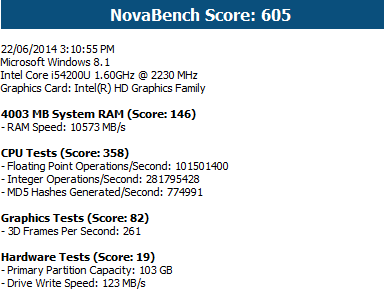 NovaBench Score: 605
22/06/2014 3:10:55 PM
Microsoft Windows 8.1
Intel Core i54200U 1.60GHz @ 2230 MHz
Graphics Card: Intel(R) HD Graphics Family
4003 MB System RAM (Score: 146)
- RAM Speed: 10573 MB/s
CPU Tests (Score: 358)
- Floating Point Operations/Second: 101501400
- Integer Operations/Second: 281795428
- MD5 Hashes Generated/Second: 774991
Graphics Tests (Score: 82)
- 3D Frames Per Second: 261
Hardware Tests (Score: 19)
- Primary Partition Capacity: 103 GB
- Drive Write Speed: 123 MB/s